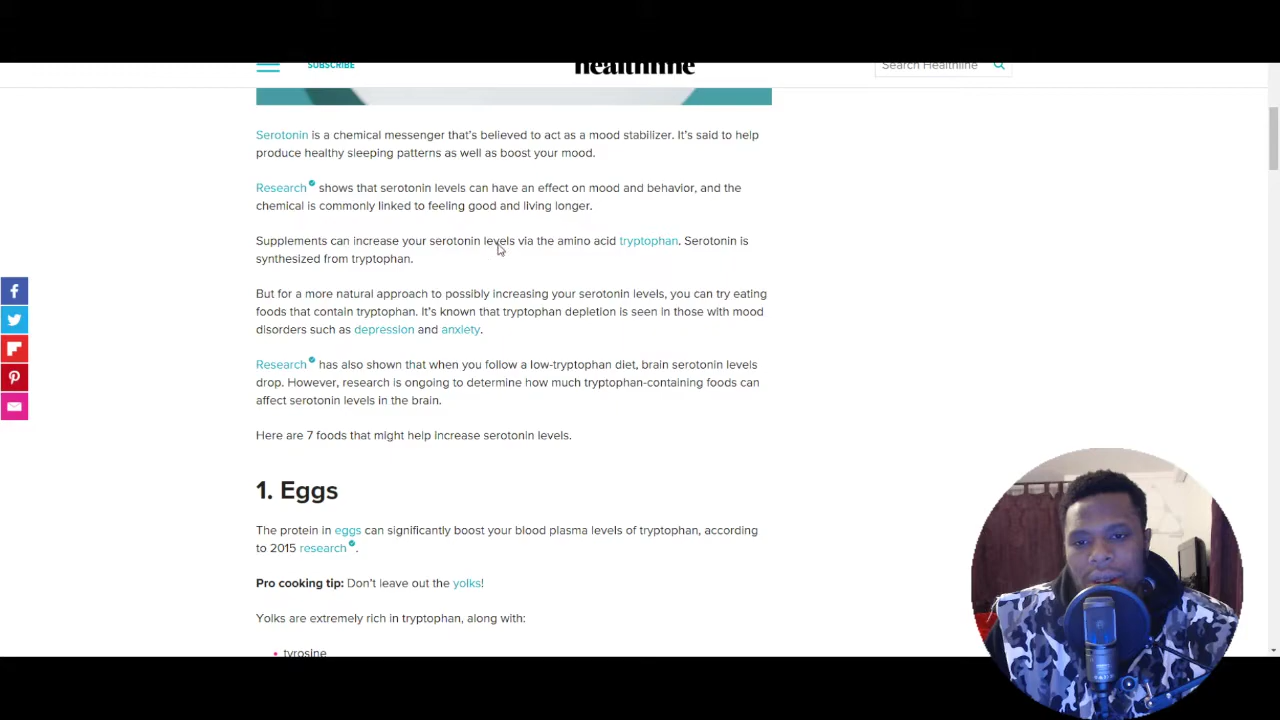 SUBSCRIBE
healthline
Search Healthline
Serotonin is a chemical messenger that's believed to act as a mood stabilizer. It's said to help
produce healthy sleeping patterns as well as boost your mood.
Research shows that serotonin levels can have an effect on mood and behavior, and the
chemical is commonly linked to feeling good and living longer.
Supplements can increase your serotonin levels via the amino acid tryptophan. Serotonin is
synthesized from tryptophan.
But for a more natural approach to possibly increasing your serotonin levels, you can try eating
foods that contain tryptophan. It's known that tryptophan depletion is seen in those with mood
disorders such as depression and anxiety.
Research has also shown that when you follow a low-tryptophan diet, brain serotonin levels
drop. However, research is ongoing to determine how much tryptophan-containing foods can
affect serotonin levels in the brain.
Here are 7 foods that might help increase serotonin levels.
1. Eggs
The protein in eggs can significantly boost your blood plasma levels of tryptophan, according
to 2015 research.
Pro cooking tip: Don't leave out the yolks!
Yolks are extremely rich in tryptophan, along with:
• tyrosine